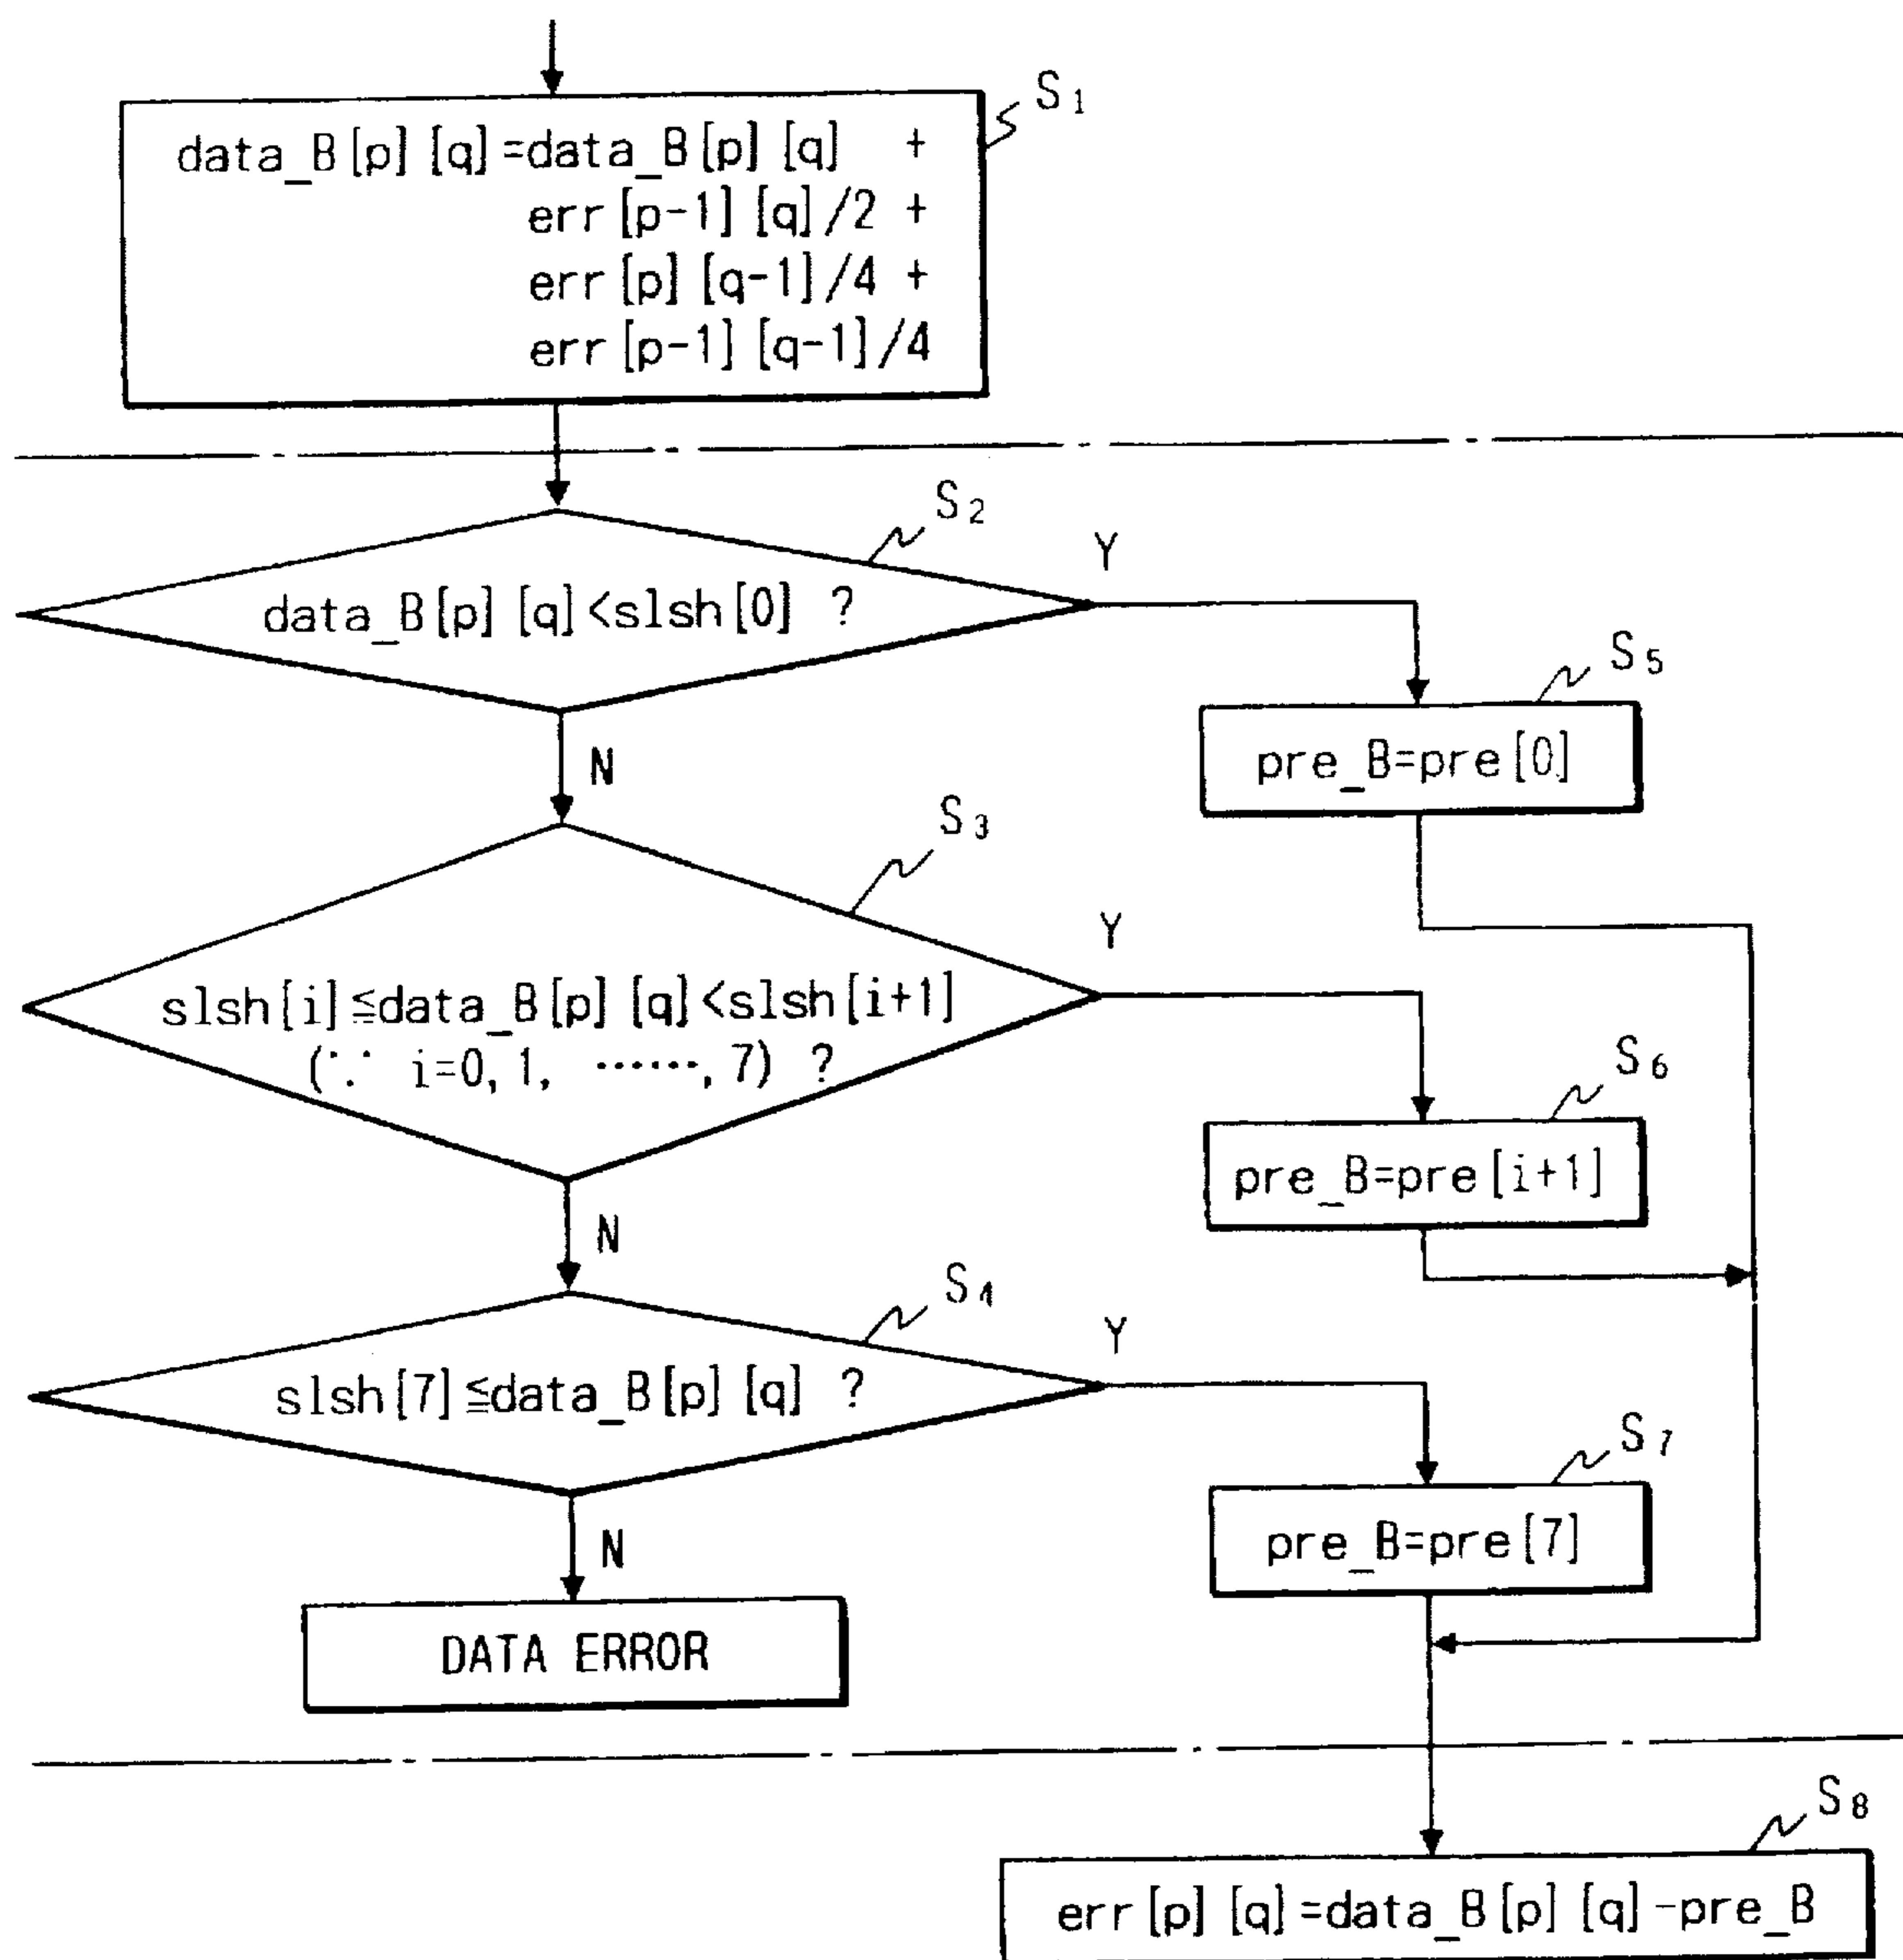 S1
data_B[p][q]=data_B[p][q] +
err[p-1][q]/2 +
err[p][q-1]/4 +
err[p-1][q-1]/4
S2
data_B[p][q]<slsh[0] ?
Y
N
S5
pre_B=pre[0]
S3
slsh[i]≦data_B[p][q]<slsh[i+1]
(∵ i=0, 1, ……, 7) ?
Y
N
S6
pre_B=pre[i+1]
S4
slsh[7]≦data_B[p][q] ?
Y
N
S7
pre_B=pre[7]
DATA ERROR
S8
err[p][q]=data_B[p][q]-pre_B